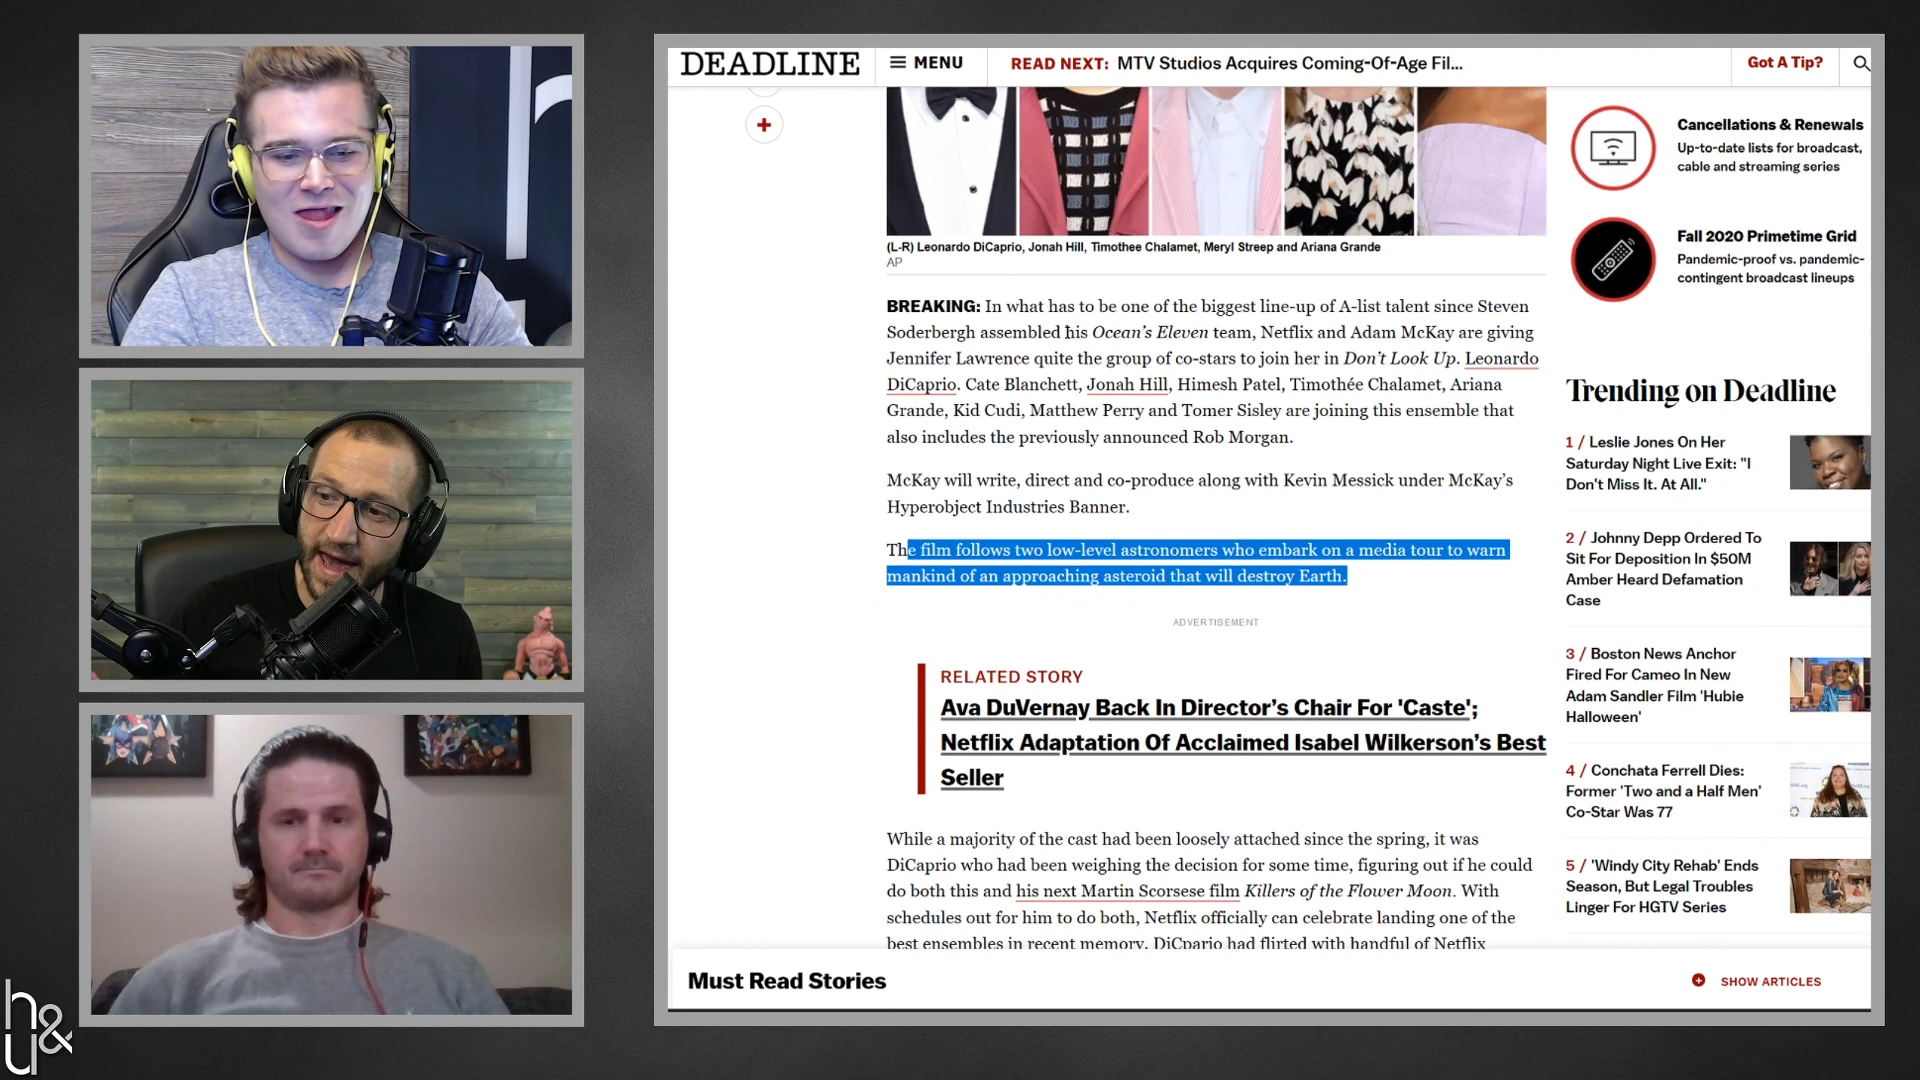 DEADLINE
MENU
READ NEXT: MTV Studios Acquires Coming-Of-Age Fil...
Got A Tip?
(L-R) Leonardo DiCaprio, Jonah Hill, Timothee Chalamet, Meryl Streep and Ariana Grande
AP
BREAKING: In what has to be one of the biggest line-up of A-list talent since Steven
Soderbergh assembled his Ocean's Eleven team, Netflix and Adam McKay are giving
Jennifer Lawrence quite the group of co-stars to join her in Don't Look Up. Leonardo
DiCaprio. Cate Blanchett, Jonah Hill, Himesh Patel, Timothée Chalamet, Ariana
Grande, Kid Cudi, Matthew Perry and Tomer Sisley are joining this ensemble that
also includes the previously announced Rob Morgan.
McKay will write, direct and co-produce along with Kevin Messick under McKay's
Hyperobject Industries Banner.
The film follows two low-level astronomers who embark on a media tour to warn
mankind of an approaching asteroid that will destroy Earth.
ADVERTISEMENT
RELATED STORY
Ava DuVernay Back In Director's Chair For 'Caste';
Netflix Adaptation Of Acclaimed Isabel Wilkerson's Best
Seller
While a majority of the cast had been loosely attached since the spring, it was
DiCaprio who had been weighing the decision for some time, figuring out if he could
do both this and his next Martin Scorsese film Killers of the Flower Moon. With
schedules out for him to do both, Netflix officially can celebrate landing one of the
best ensembles in recent memory. DiCpario had flirted with handful of Netflix
Cancellations & Renewals
Up-to-date lists for broadcast,
cable and streaming series
Fall 2020 Primetime Grid
Pandemic-proof vs. pandemic-
contingent broadcast lineups
Trending on Deadline
1 / Leslie Jones On Her
Saturday Night Live Exit: "I
Don't Miss It. At All."
2 / Johnny Depp Ordered To
Sit For Deposition In $50M
Amber Heard Defamation
Case
3 / Boston News Anchor
Fired For Cameo In New
Adam Sandler Film 'Hubie
Halloween'
4 / Conchata Ferrell Dies:
Former 'Two and a Half Men'
Co-Star Was 77
5 / 'Windy City Rehab' Ends
Season, But Legal Troubles
Linger For HGTV Series
Must Read Stories
SHOW ARTICLES
h&
u